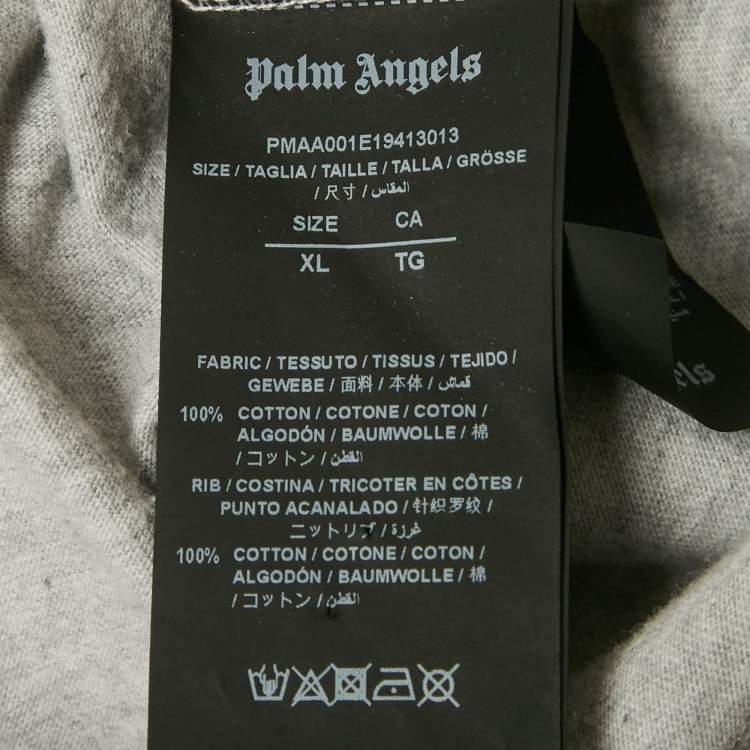 Palm Angels
PMAA001E19413013
SIZE / TAGLIA / TAILLE / TALLA / GRÖSSE
/ 尺寸 / المقاس
SIZE CA
XL TG
FABRIC / TESSUTO / TISSUS / TEJIDO /
GEWEBE / 面料 / 本体 / قماش
100% COTTON / COTONE / COTON /
ALGODÓN / BAUMWOLLE / 棉
/ コットン / القطن
RIB / COSTINA / TRICOTER EN CÔTES /
PUNTO ACANALADO / 针织罗纹 /
ニットリブ / غرزة
100% COTTON / COTONE / COTON /
ALGODÓN / BAUMWOLLE / 棉
/ コットン / القطن